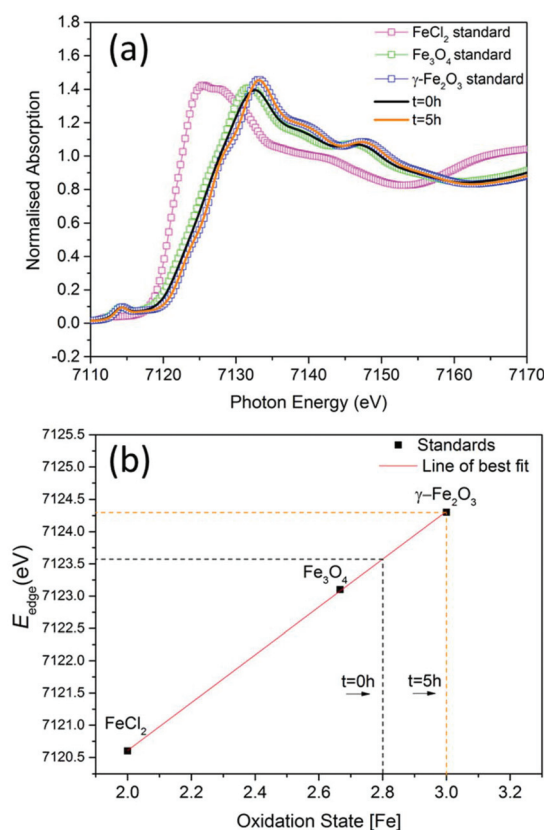 (a)
FeCl₂ standard
Fe₃O₄ standard
γ-Fe₂O₃ standard
t=0h
t=5h
Normalised Absorption
1.8
1.6
1.4
1.2
1.0
0.8
0.6
0.4
0.2
0.0
-0.2
7110 7120 7130 7140 7150 7160 7170
Photon Energy (eV)
(b)
Standards
Line of best fit
γ–Fe₂O₃
Fe₃O₄
FeCl₂
t=0h
t=5h
E_edge(eV)
7125.5
7125.0
7124.5
7124.0
7123.5
7123.0
7122.5
7122.0
7121.5
7121.0
7120.5
2.0 2.2 2.4 2.6 2.8 3.0 3.2
Oxidation State [Fe]